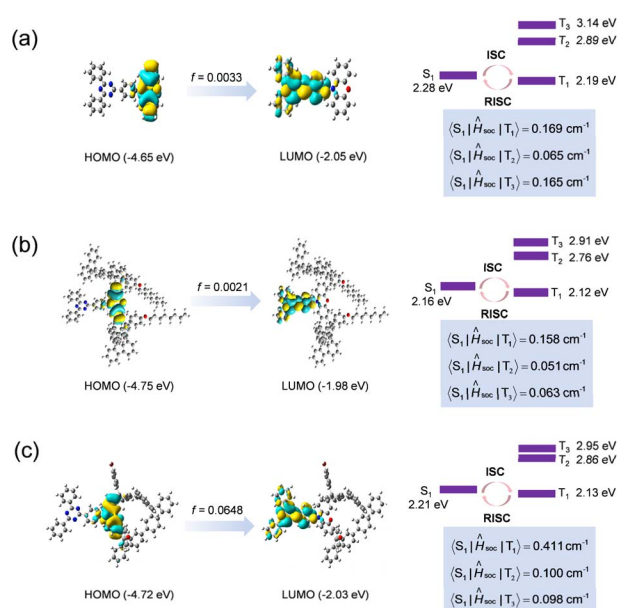 (a)
f = 0.0033
HOMO (-4.65 eV)
LUMO (-2.05 eV)
T3 3.14 eV
T2 2.89 eV
ISC
S1
2.28 eV
T1 2.19 eV
RISC
⟨S1 | Ĥsoc | T1⟩ = 0.169 cm⁻¹
⟨S1 | Ĥsoc | T2⟩ = 0.065 cm⁻¹
⟨S1 | Ĥsoc | T3⟩ = 0.165 cm⁻¹
(b)
f = 0.0021
HOMO (-4.75 eV)
LUMO (-1.98 eV)
T3 2.91 eV
T2 2.76 eV
ISC
S1
2.16 eV
T1 2.12 eV
RISC
⟨S1 | Ĥsoc | T1⟩ = 0.158 cm⁻¹
⟨S1 | Ĥsoc | T2⟩ = 0.051 cm⁻¹
⟨S1 | Ĥsoc | T3⟩ = 0.063 cm⁻¹
(c)
f = 0.0648
HOMO (-4.72 eV)
LUMO (-2.03 eV)
T3 2.95 eV
T2 2.86 eV
ISC
S1
2.21 eV
T1 2.13 eV
RISC
⟨S1 | Ĥsoc | T1⟩ = 0.411 cm⁻¹
⟨S1 | Ĥsoc | T2⟩ = 0.100 cm⁻¹
⟨S1 | Ĥsoc | T3⟩ = 0.098 cm⁻¹